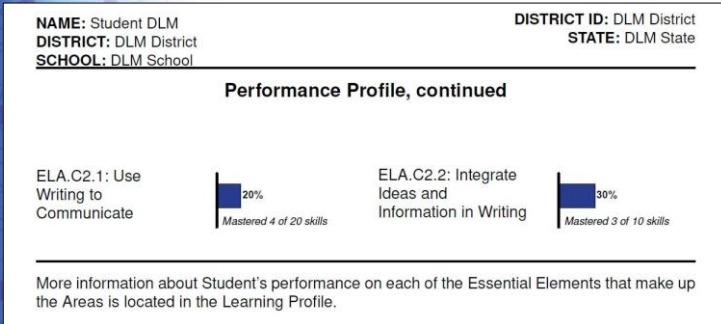 NAME: Student DLM
DISTRICT ID: DLM District
DISTRICT: DLM District
STATE: DLM State
SCHOOL: DLM School
Performance Profile, continued
ELA.C2.1: Use
Writing to
Communicate
20%
Mastered 4 of 20 skills
ELA.C2.2: Integrate
Ideas and
Information in Writing
30%
Mastered 3 of 10 skills
More information about Student's performance on each of the Essential Elements that make up
the Areas is located in the Learning Profile.